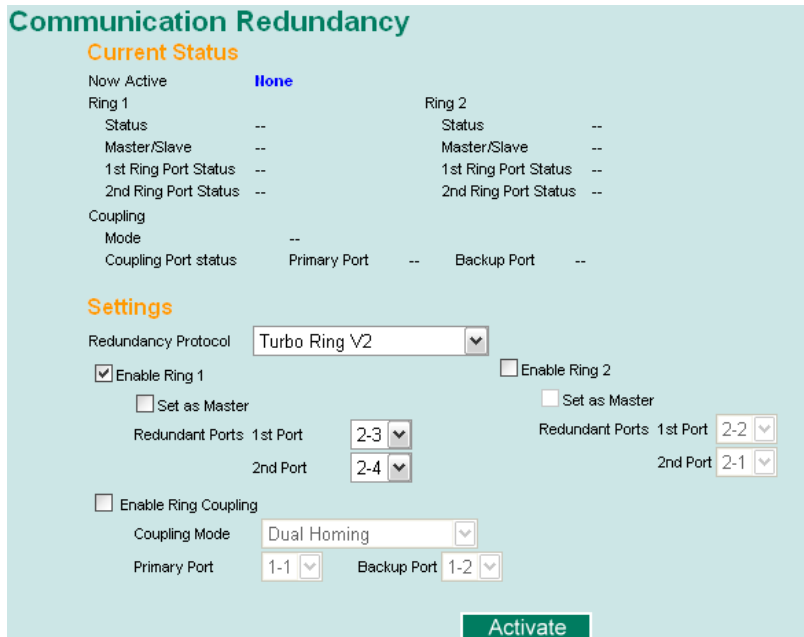 Communication Redundancy
Current Status
Now Active None
Ring 1 Ring 2
Status -- Status --
Master/Slave -- Master/Slave --
1st Ring Port Status -- 1st Ring Port Status --
2nd Ring Port Status -- 2nd Ring Port Status --
Coupling
Mode --
Coupling Port status Primary Port -- Backup Port --
Settings
Redundancy Protocol Turbo Ring V2
Enable Ring 1 Enable Ring 2
Set as Master Set as Master
Redundant Ports 1st Port 2-3 Redundant Ports 1st Port 2-2
2nd Port 2-4 2nd Port 2-1
Enable Ring Coupling
Coupling Mode Dual Homing
Primary Port 1-1 Backup Port 1-2
Activate